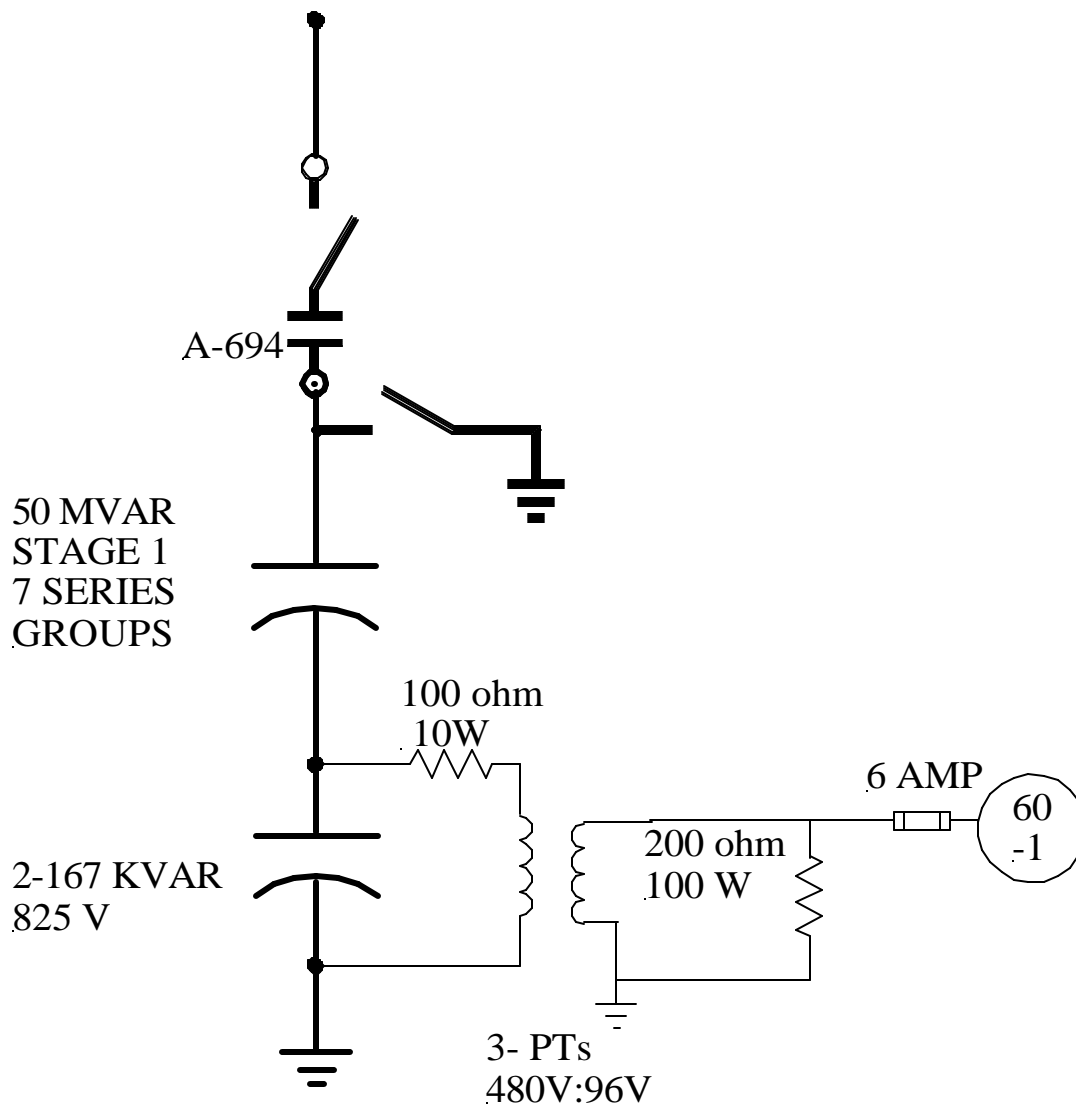 A-694
50 MVAR
STAGE 1
7 SERIES
GROUPS
100 ohm
10W
6 AMP
60
-1
200 ohm
100 W
2-167 KVAR
825 V
3- PTs
480V:96V